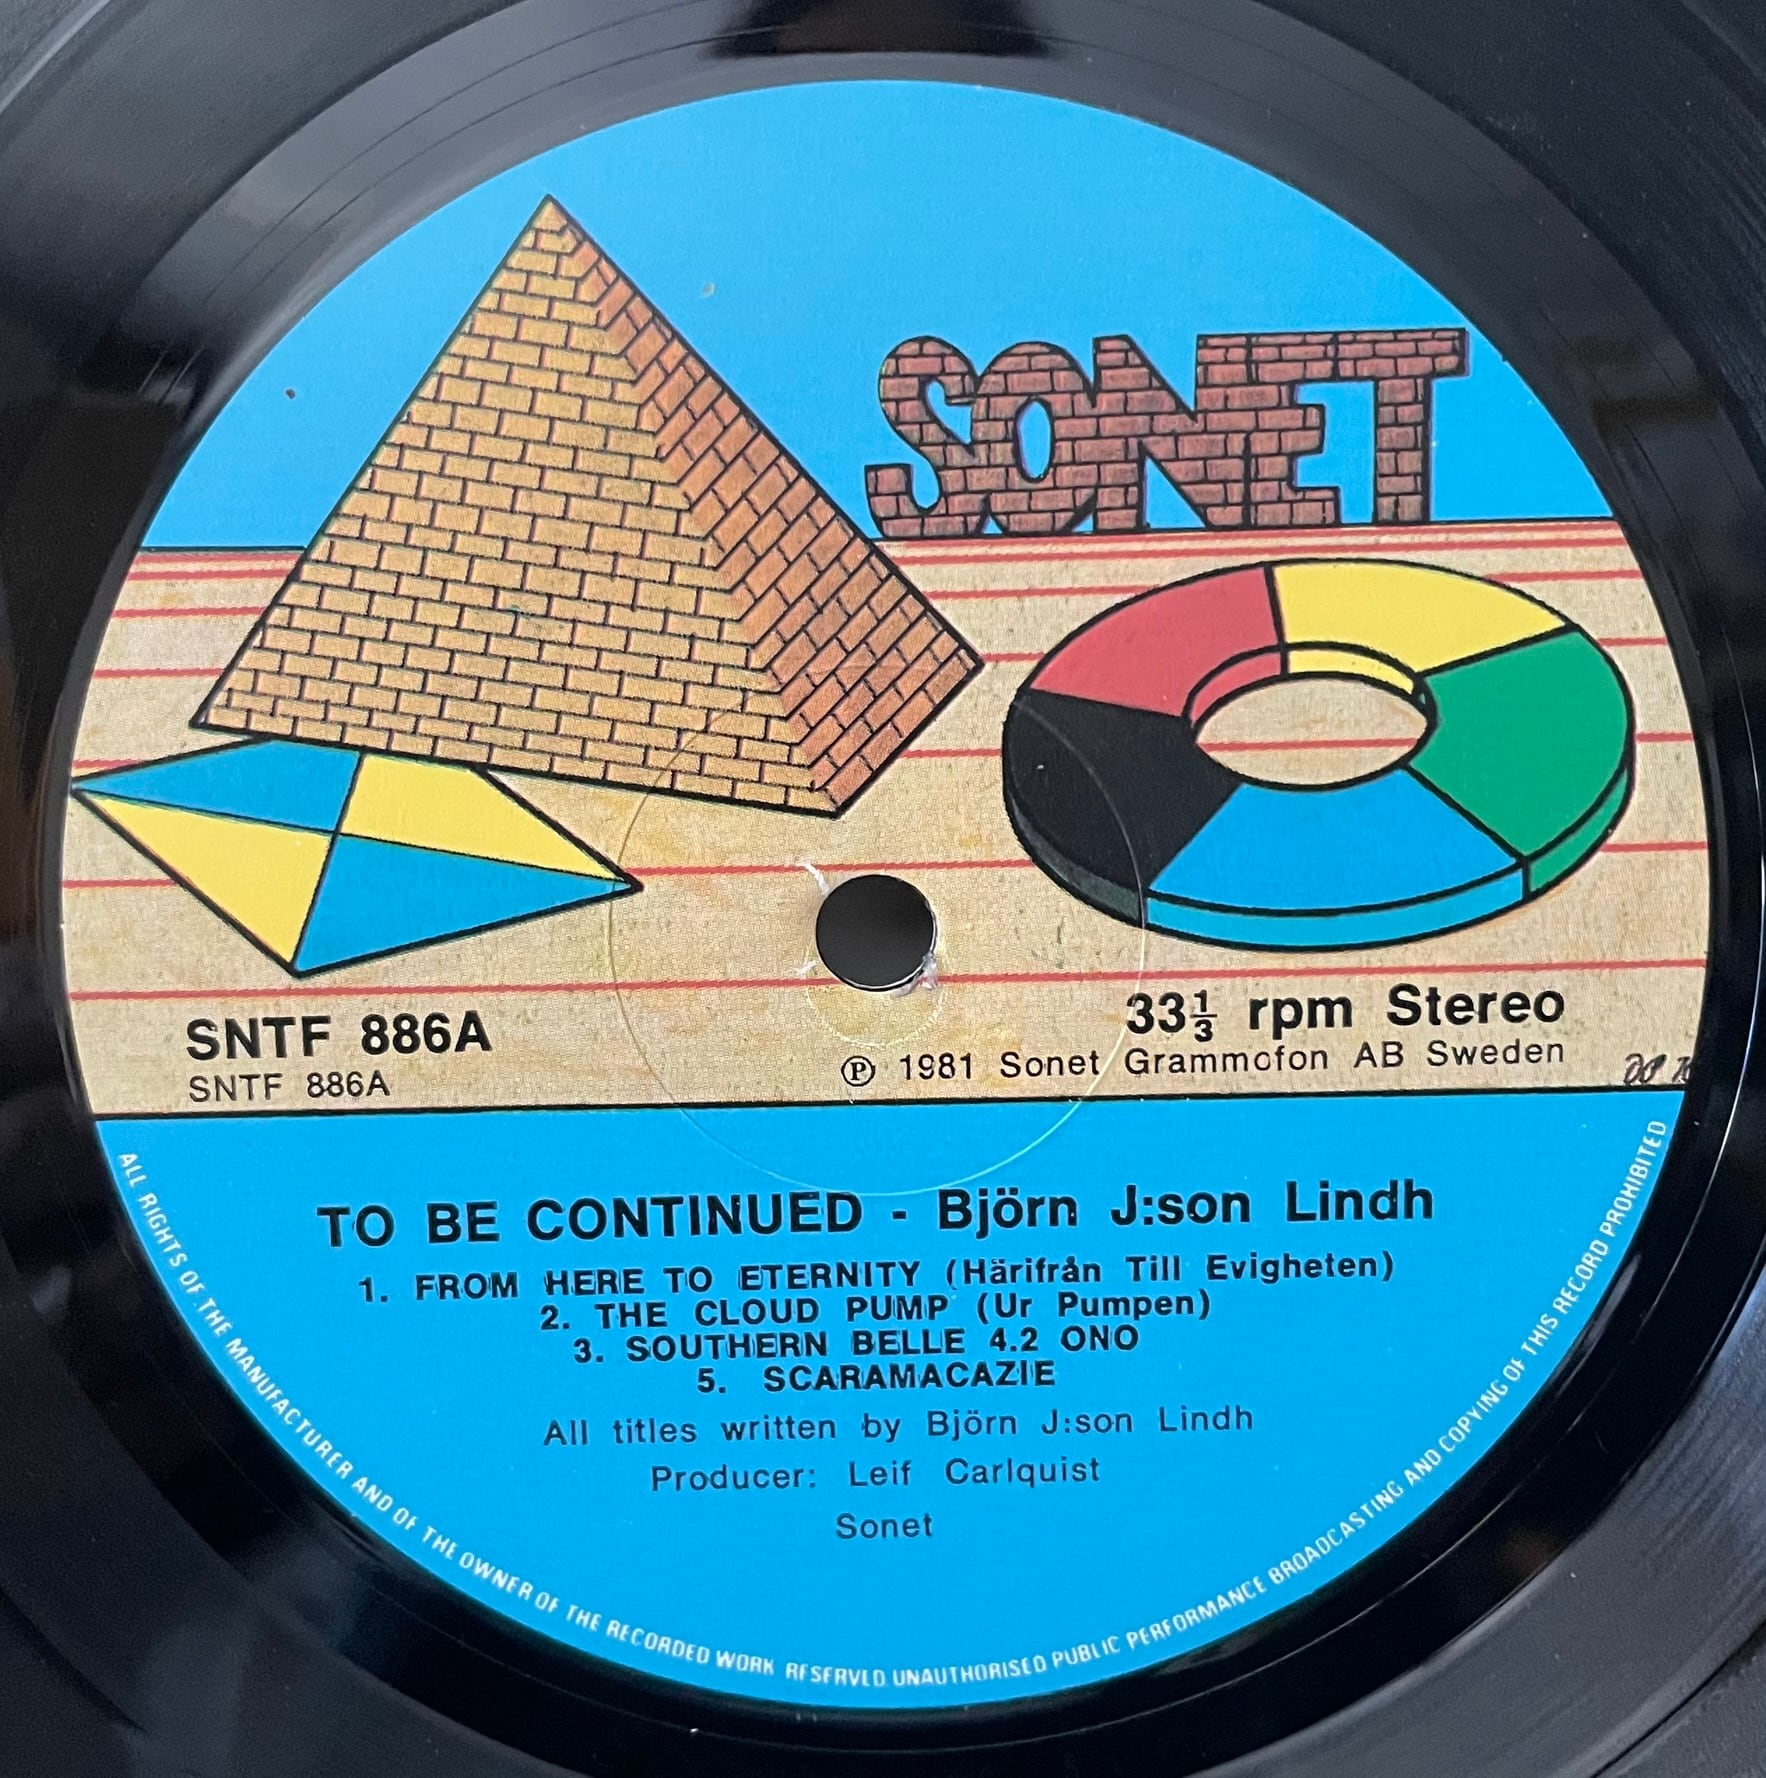 SONET
SNTF 886A
SNTF 886A
33⅓ rpm Stereo
℗ 1981 Sonet Grammofon AB Sweden
TO BE CONTINUED - Björn J:son Lindh
1. FROM HERE TO ETERNITY (Härifrån Till Evigheten)
2. THE CLOUD PUMP (Ur Pumpen)
3. SOUTHERN BELLE 4.2 ONO
5. SCARAMACAZIE
All titles written by Björn J:son Lindh
Producer: Leif Carlquist
Sonet
ALL RIGHTS OF THE MANUFACTURER AND OF THE OWNER OF THE RECORDED WORK RESERVED. UNAUTHORISED PUBLIC PERFORMANCE BROADCASTING AND COPYING OF THIS RECORD PROHIBITED